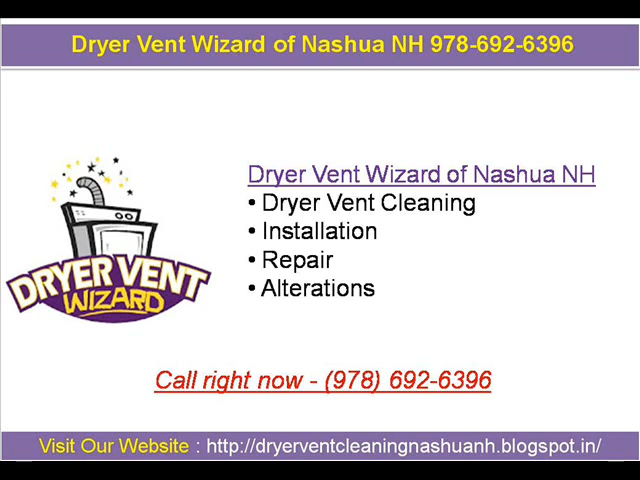 Dryer Vent Wizard of Nashua NH 978-692-6396
DRYER VENT
WIZARD
Dryer Vent Wizard of Nashua NH
• Dryer Vent Cleaning
• Installation
• Repair
• Alterations
Call right now - (978) 692-6396
Visit Our Website : http://dryerventcleaningnashuanh.blogspot.in/